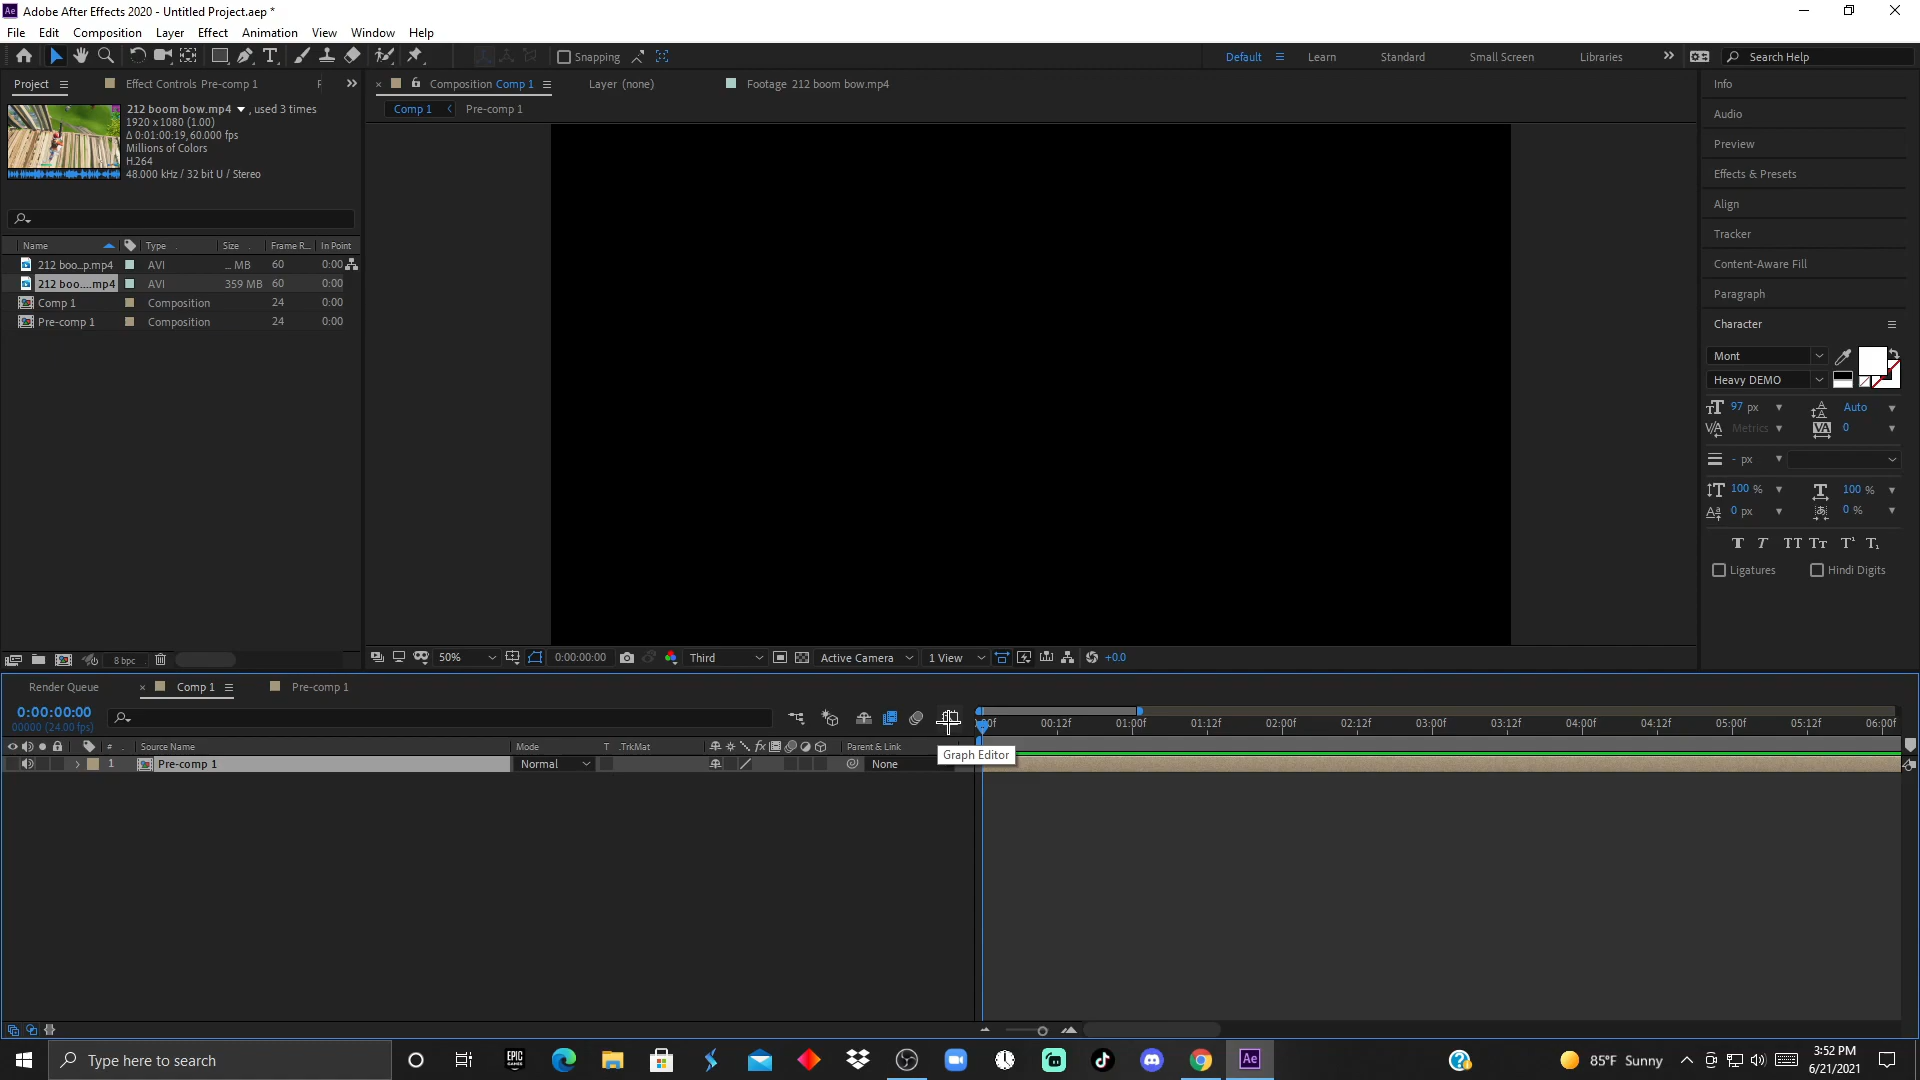 Adobe After Effects 2020 - Untitled Project.aep *
File Edit Composition Layer Effect Animation View Window Help
Snapping
Default Learn Standard Small Screen Libraries Search Help
Project Effect Controls Pre-comp 1
Composition Comp 1 Layer (none) Footage 212 boom bow.mp4
Comp 1 Pre-comp 1
212 boom bow.mp4 , used 3 times
1920 x 1080 (1.00)
Δ 0:01:00:19, 60.000 fps
Millions of Colors
H.264
48.000 kHz / 32 bit U / Stereo
Name Type Size Frame R... In Point
212 boo...p.mp4 AVI ... MB 60 0:00
212 boo....mp4 AVI 359 MB 60 0:00
Comp 1 Composition 24 0:00
Pre-comp 1 Composition 24 0:00
8 bpc
50% 0:00:00:00 Third Active Camera 1 View +0.0
Info
Audio
Preview
Effects & Presets
Align
Tracker
Content-Aware Fill
Paragraph
Character
Mont
Heavy DEMO
97 px Auto
Metrics 0
- px
100 % 100 %
0 px 0 %
T T TT Tт T¹ T₁
Ligatures Hindi Digits
Render Queue Comp 1 Pre-comp 1
0:00:00:00
00000 (24.00 fps)
00:12f 01:00f 01:12f 02:00f 02:12f 03:00f 03:12f 04:00f 04:12f 05:00f 05:12f 06:00f
# Source Name Mode T .TrkMat fx Parent & Link
Graph Editor
1 Pre-comp 1 Normal None
Type here to search
EPIC GAMES
Ae
85°F Sunny
3:52 PM
6/21/2021